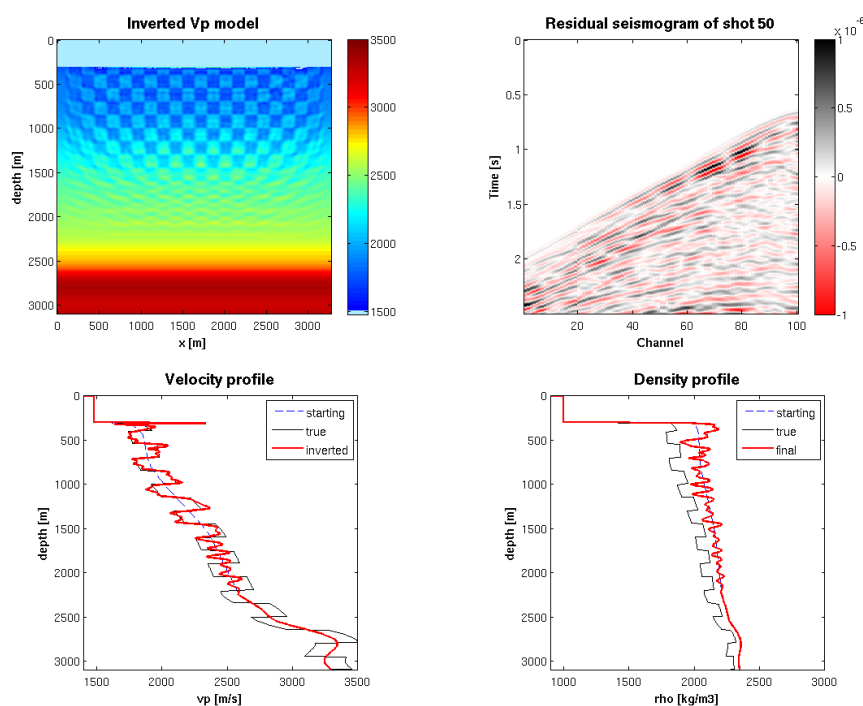 Inverted Vp model
0
500
1000
1500
2000
2500
3000
depth [m]
0 500 1000 1500 2000 2500 3000
x [m]
3500
3000
2500
2000
1500
Residual seismogram of shot 50
0
0.5
1
1.5
2
Time [s]
20 40 60 80 100
Channel
x 10^-6
1
0.5
0
-0.5
-1
Velocity profile
0
500
1000
1500
2000
2500
3000
depth [m]
1500 2000 2500 3000 3500
vp [m/s]
starting
true
inverted
Density profile
0
500
1000
1500
2000
2500
3000
depth [m]
1000 1500 2000 2500 3000
rho [kg/m3]
starting
true
final